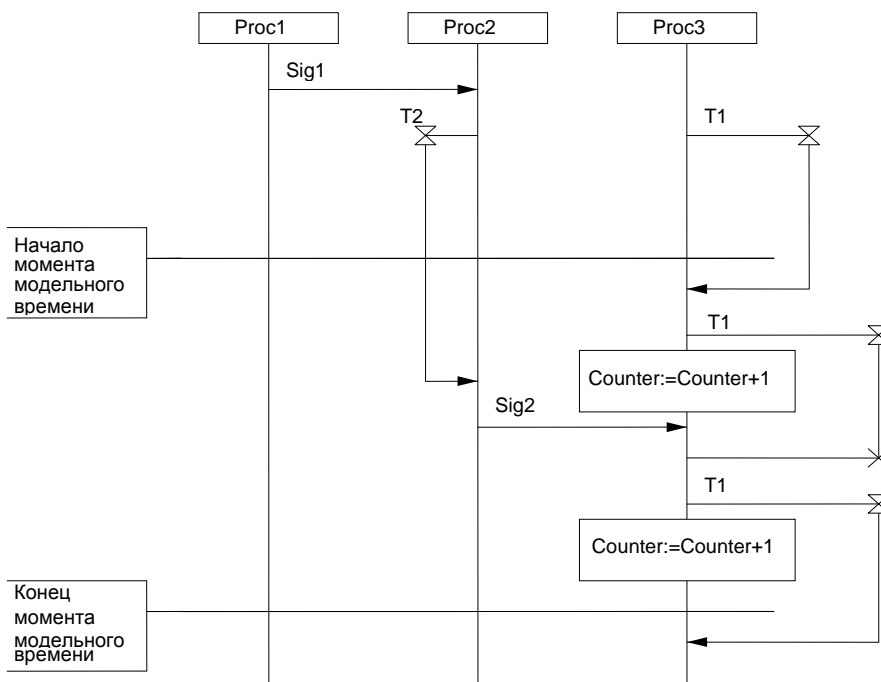 Proc1
Proc2
Proc3
Sig1
T2
T1
Начало
момента
модельного
времени
T1
Counter:=Counter+1
Sig2
T1
Counter:=Counter+1
Конец
момента
модельного
времени